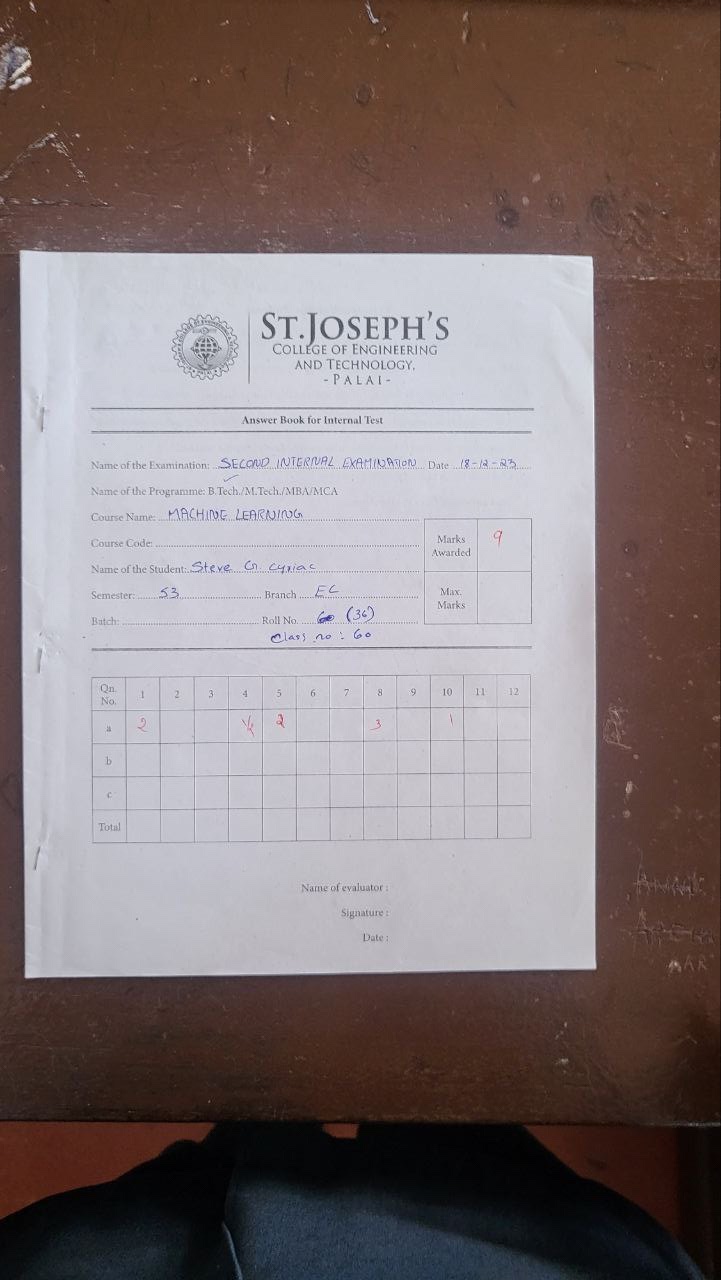 ST.JOSEPH'S
COLLEGE OF ENGINEERING
AND TECHNOLOGY,
- PALAI -
Answer Book for Internal Test
Name of the Examination: SECOND INTERNAL EXAMINATION Date 18-12-23
Name of the Programme: B.Tech./M.Tech./MBA/MCA
Course Name: MACHINE LEARNING
Course Code:
Marks Awarded 9
Name of the Student: Steve G. Cyriac
Semester: S3 Branch EC
Max. Marks
Batch: Roll No. (36)
Class no : 60
Qn. No. 1 2 3 4 5 6 7 8 9 10 11 12
a 2 1/2 2 3 1
b
c
Total
Name of evaluator :
Signature :
Date :